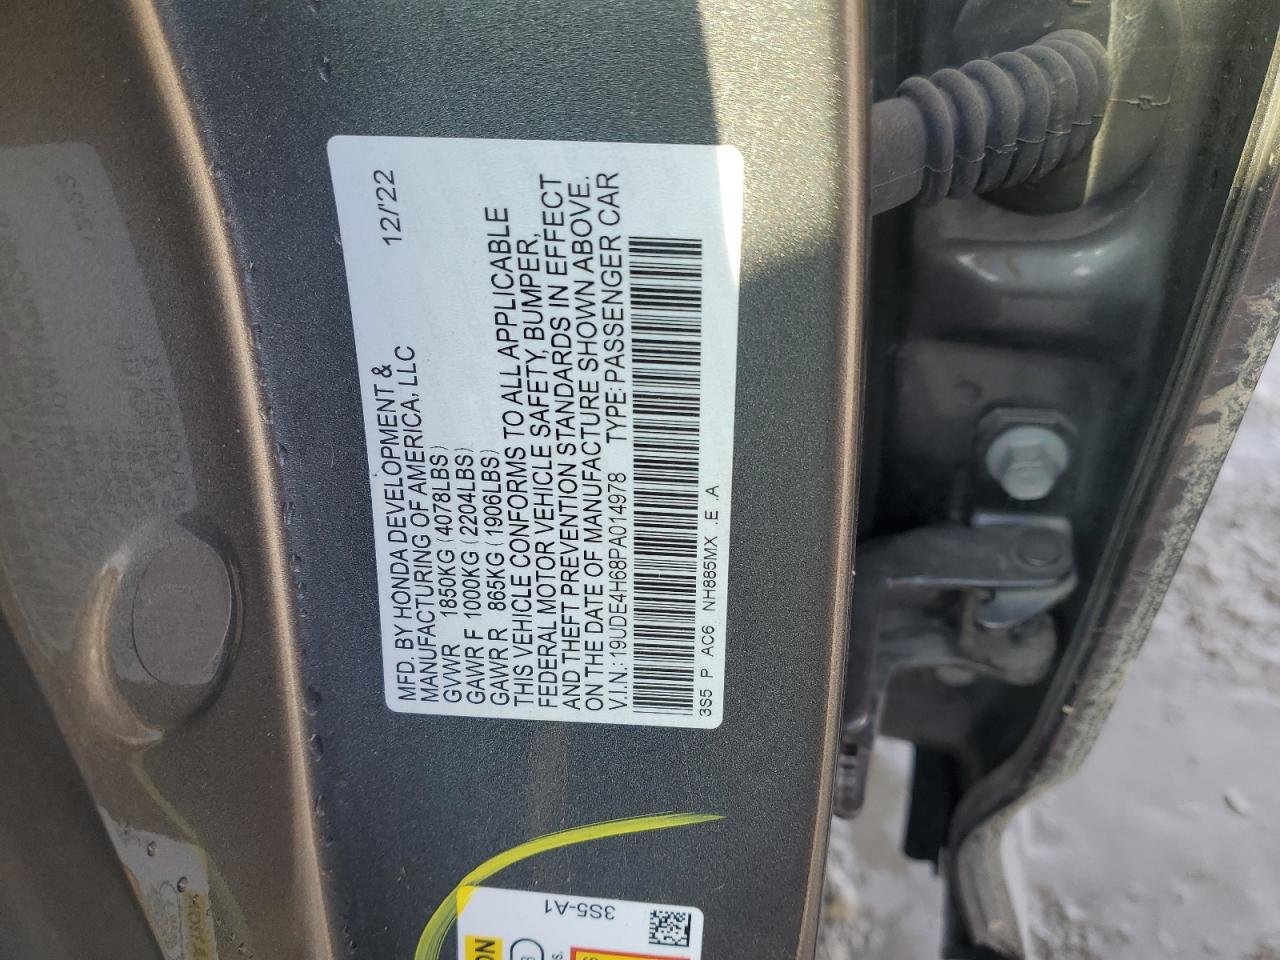 12/'22
MFD. BY HONDA DEVELOPMENT &
MANUFACTURING OF AMERICA, LLC
GVWR 1850KG (4078LBS)
GAWR F 1000KG (2204LBS)
GAWR R 865KG (1906LBS)
THIS VEHICLE CONFORMS TO ALL APPLICABLE
FEDERAL MOTOR VEHICLE SAFETY, BUMPER,
AND THEFT PREVENTION STANDARDS IN EFFECT
ON THE DATE OF MANUFACTURE SHOWN ABOVE.
V.I.N.: 19UDE4H68PA014978 TYPE: PASSENGER CAR
3S5 P AC6 NH885MX .E .A
3S5-A1